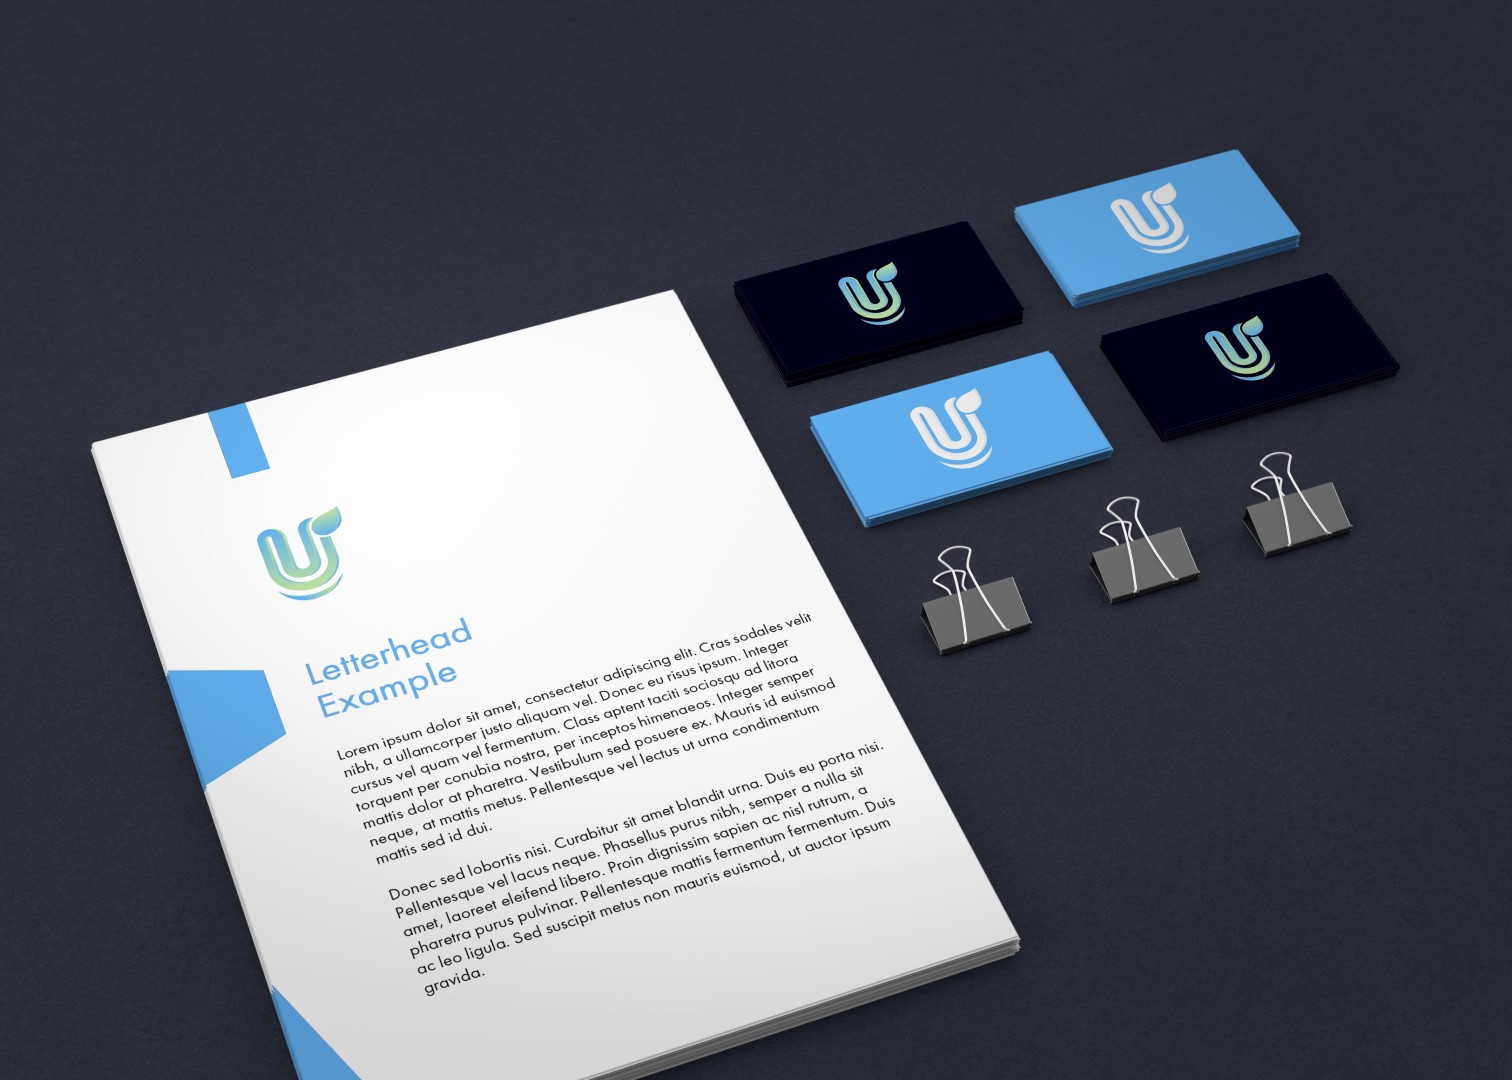 Letterhead
Example
Lorem ipsum dolor sit amet, consectetur adipiscing elit. Cras sodales velit
nibh, a ullamcorper justo aliquam vel. Donec eu risus ipsum. Integer
cursus vel quam vel fermentum. Class aptent taciti sociosqu ad litora
torquent per conubia nostra, per inceptos himenaeos. Integer semper
mattis dolor at pharetra. Vestibulum sed posuere ex. Mauris id euismod
neque, at mattis metus. Pellentesque vel lectus ut urna condimentum
mattis sed id dui.
Donec sed lobortis nisi. Curabitur sit amet blandit urna. Duis eu porta nisi.
Pellentesque vel lacus neque. Phasellus purus nibh, semper a nulla sit
amet, laoreet eleifend libero. Proin dignissim sapien ac nisl rutrum, a
pharetra purus pulvinar. Pellentesque mattis fermentum fermentum. Duis
ac leo ligula. Sed suscipit metus non mauris euismod, ut auctor ipsum
gravida.